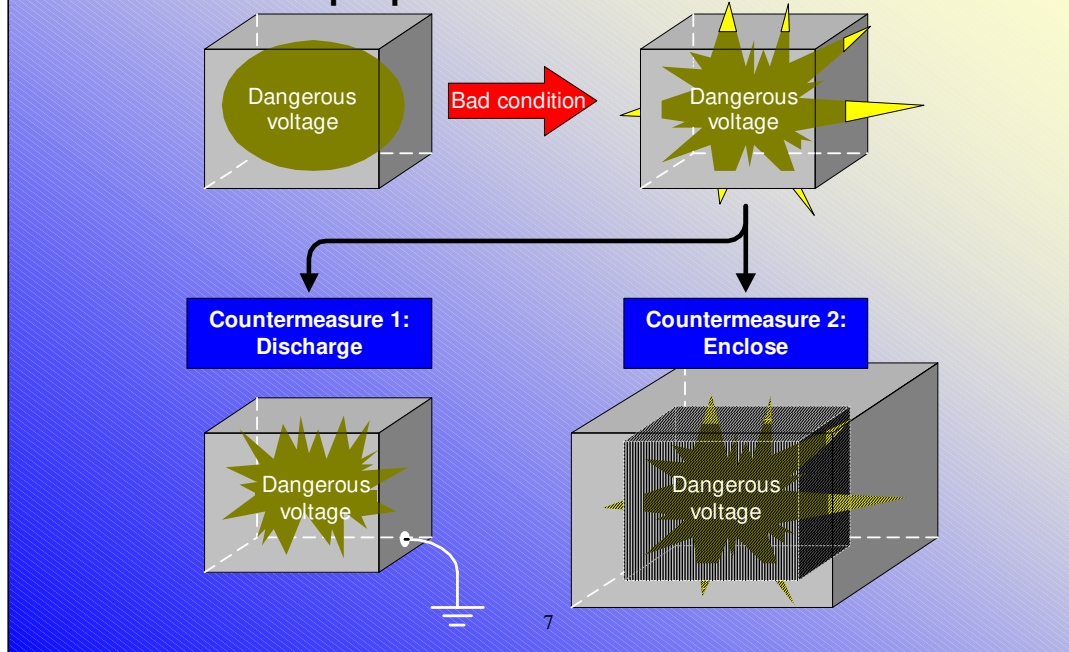 Dangerous
voltage
Bad condition
Dangerous
voltage
Countermeasure 1:
Discharge
Countermeasure 2:
Enclose
Dangerous
voltage
Dangerous
voltage
7